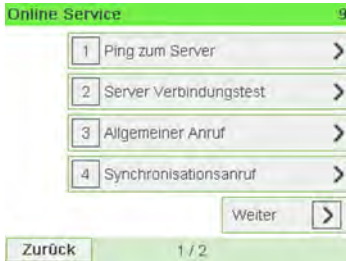 Online Service 9
1 Ping zum Server
2 Server Verbindungstest
3 Allgemeiner Anruf
4 Synchronisationsanruf
Weiter
Zurück 1 / 2